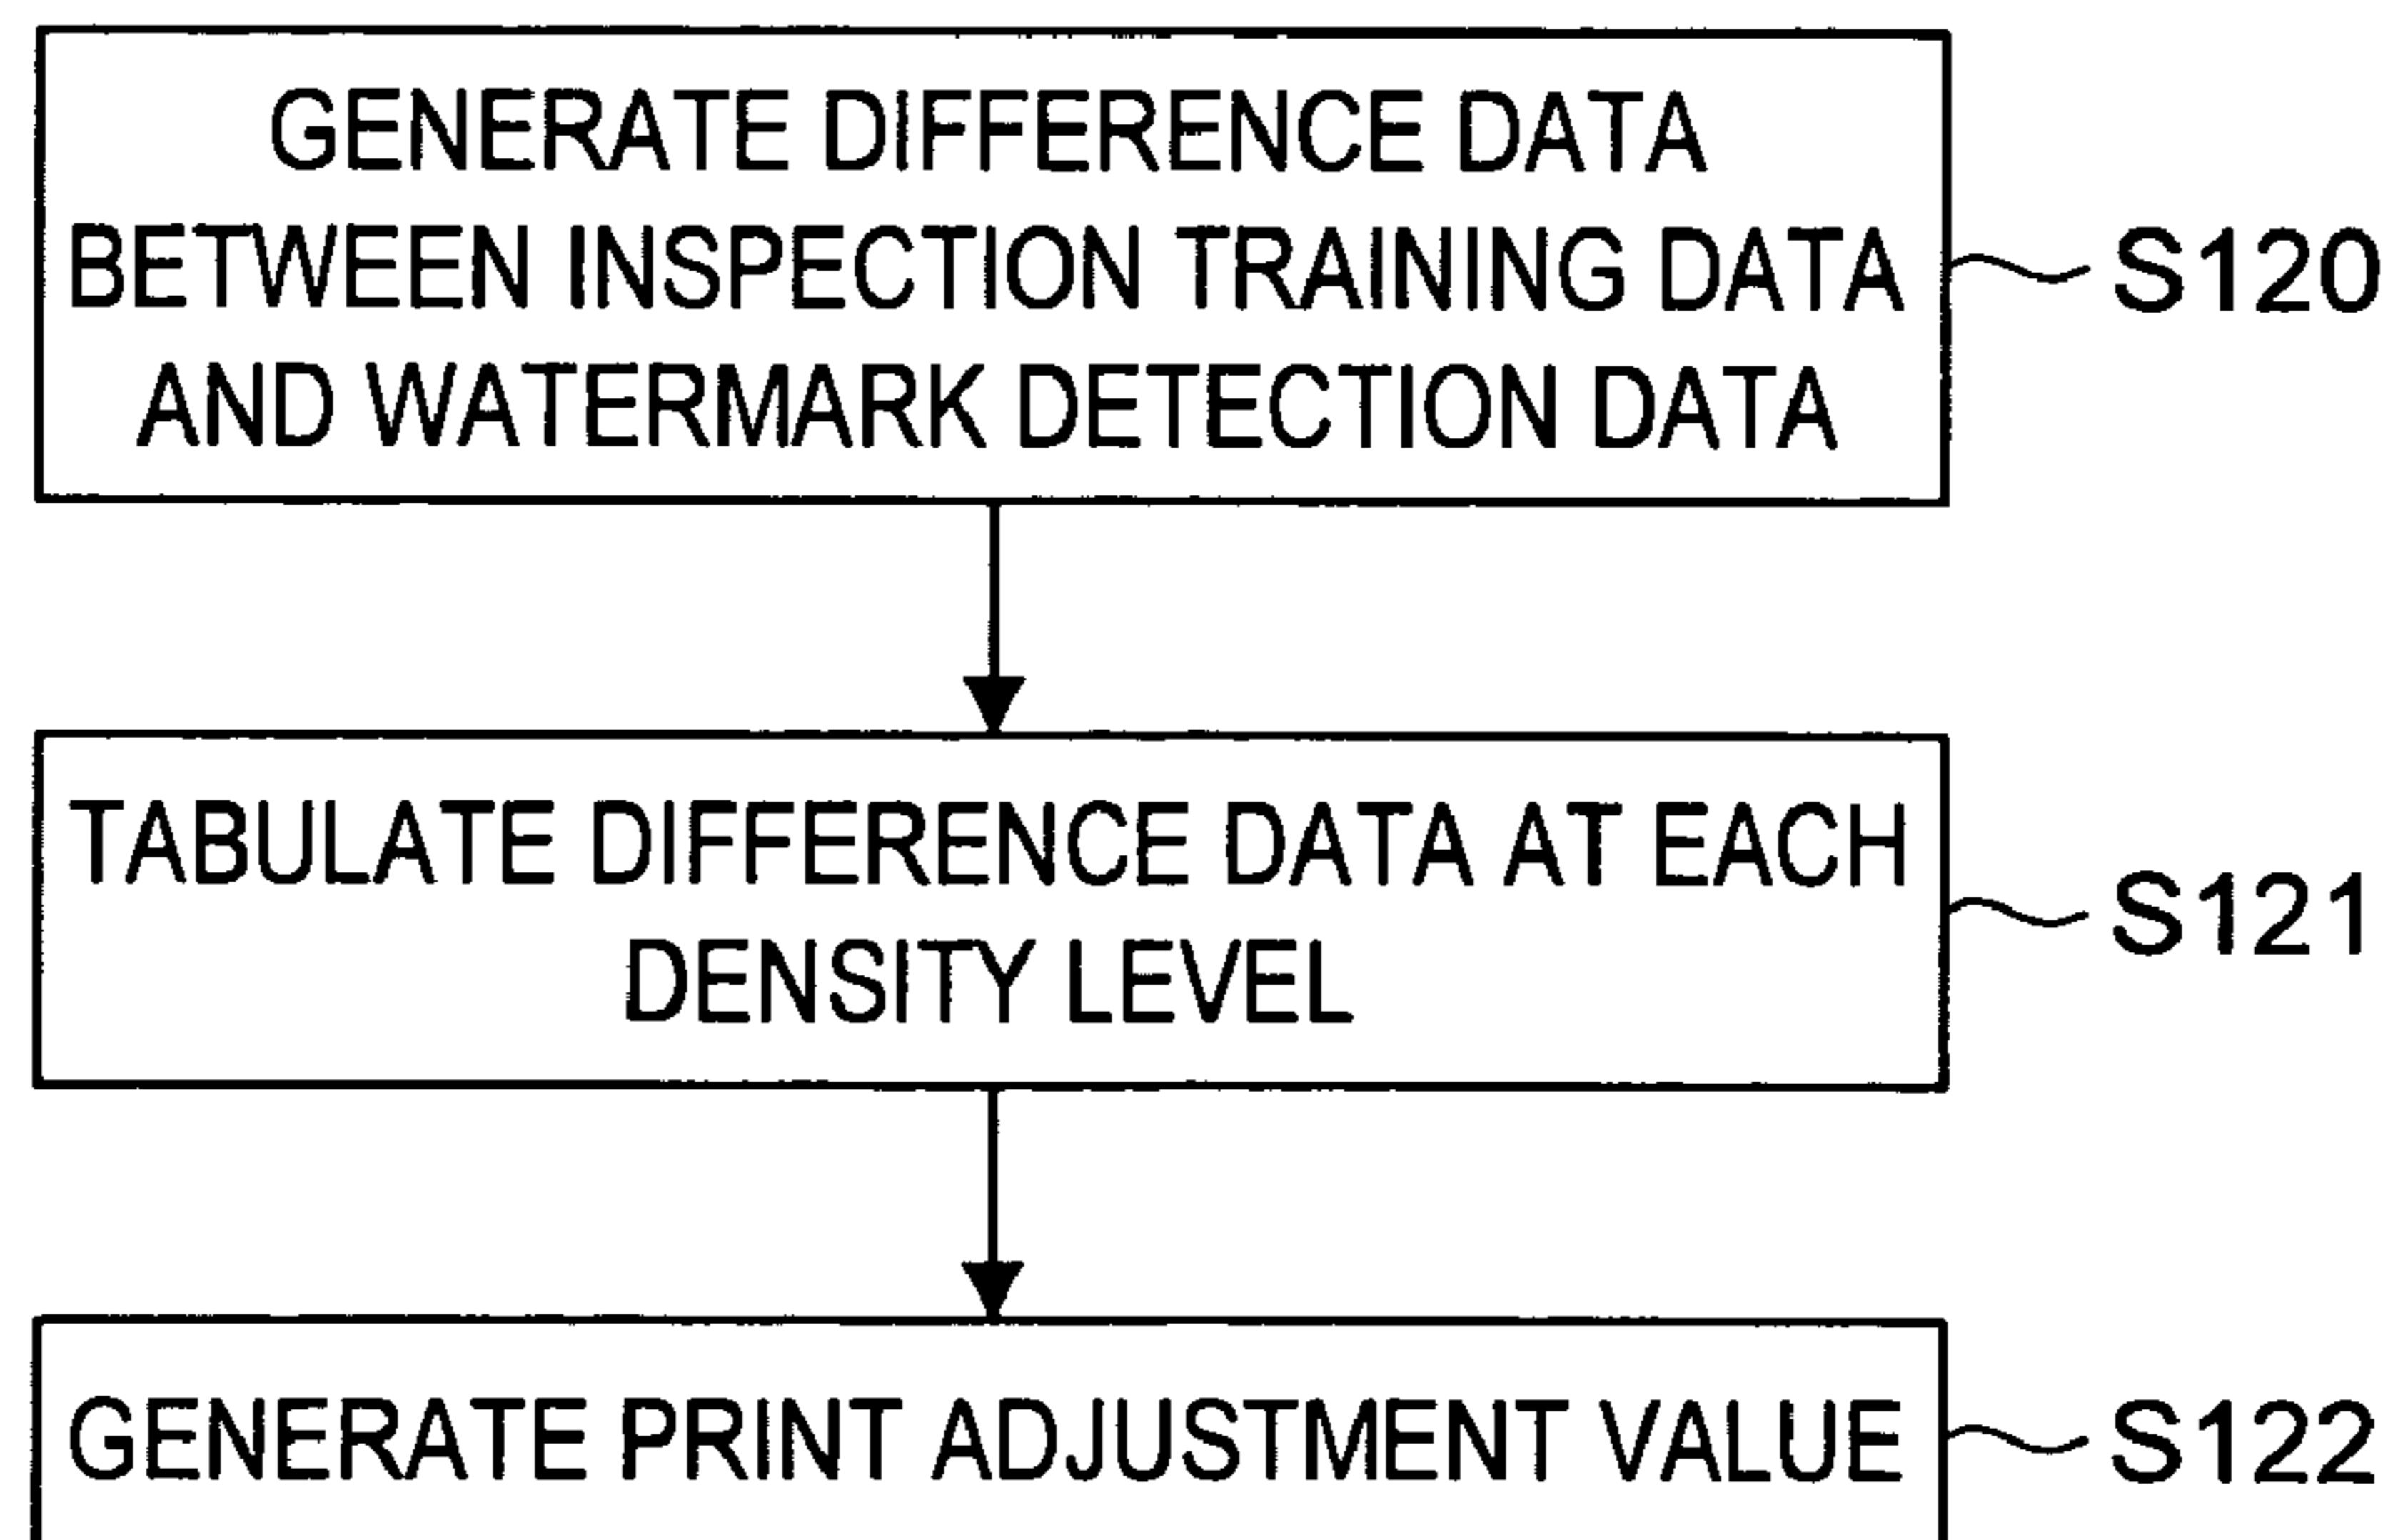 GENERATE DIFFERENCE DATA
BETWEEN INSPECTION TRAINING DATA
AND WATERMARK DETECTION DATA
S120
TABULATE DIFFERENCE DATA AT EACH
DENSITY LEVEL
S121
GENERATE PRINT ADJUSTMENT VALUE
S122